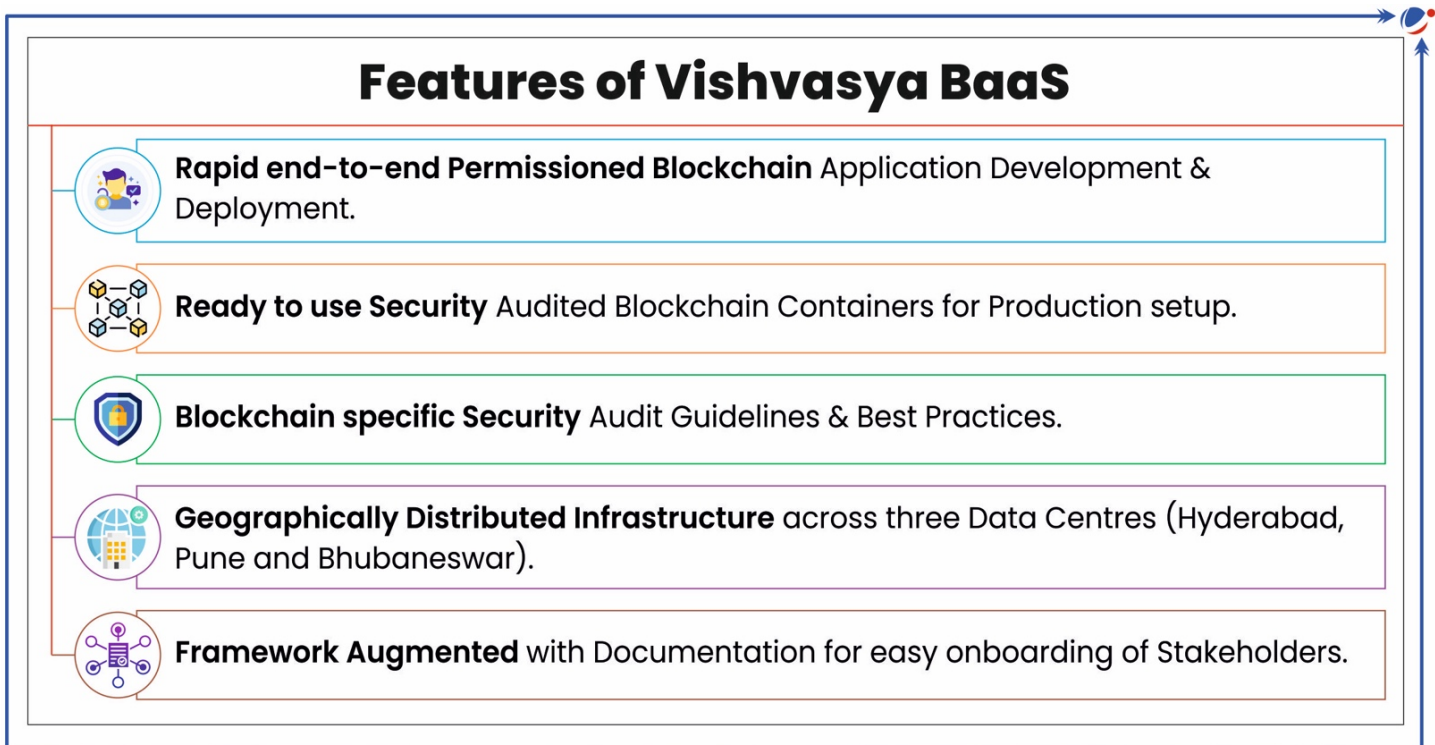 Features of Vishvasya BaaS
Rapid end-to-end Permissioned Blockchain Application Development &
Deployment.
Ready to use Security Audited Blockchain Containers for Production setup.
Blockchain specific Security Audit Guidelines & Best Practices.
Geographically Distributed Infrastructure across three Data Centres (Hyderabad,
Pune and Bhubaneswar).
Framework Augmented with Documentation for easy onboarding of Stakeholders.